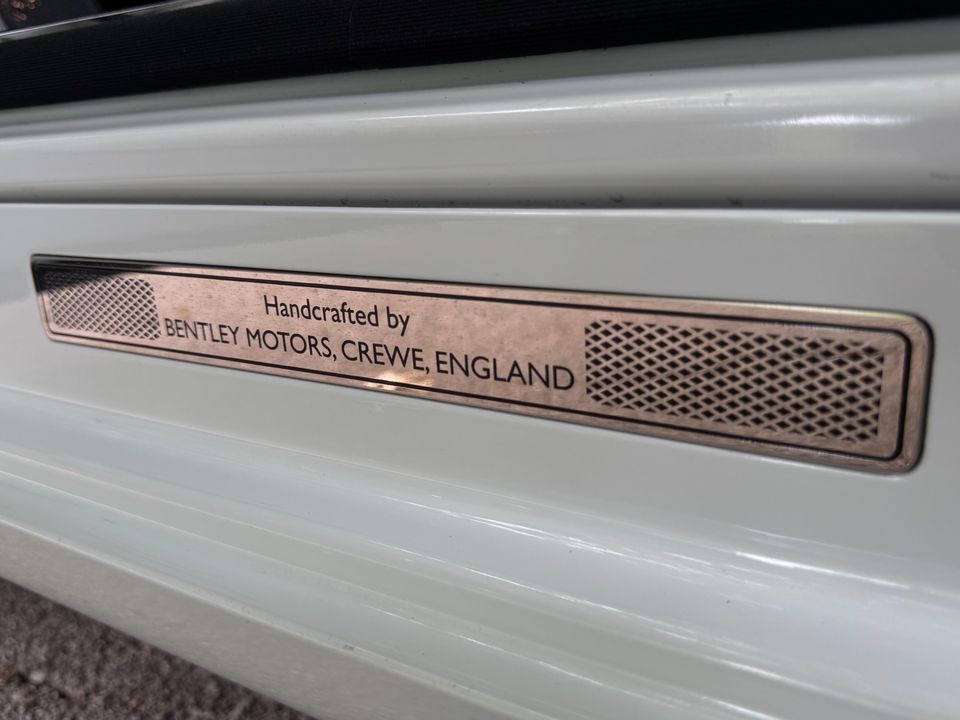 Handcrafted by
BENTLEY MOTORS, CREWE, ENGLAND